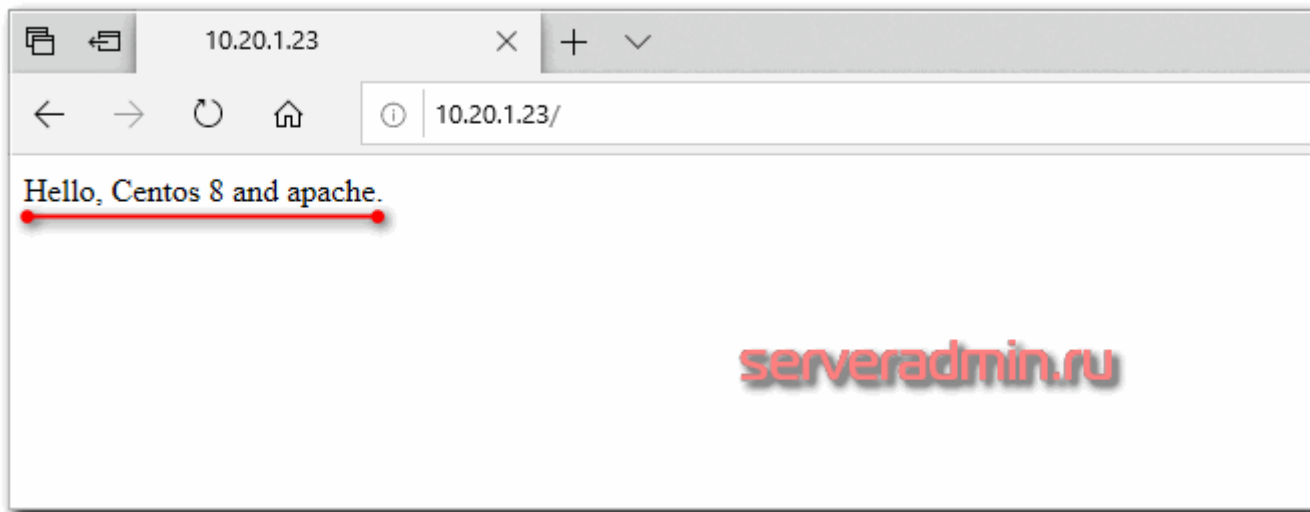 10.20.1.23
10.20.1.23/
Hello, Centos 8 and apache.
serveradmin.ru